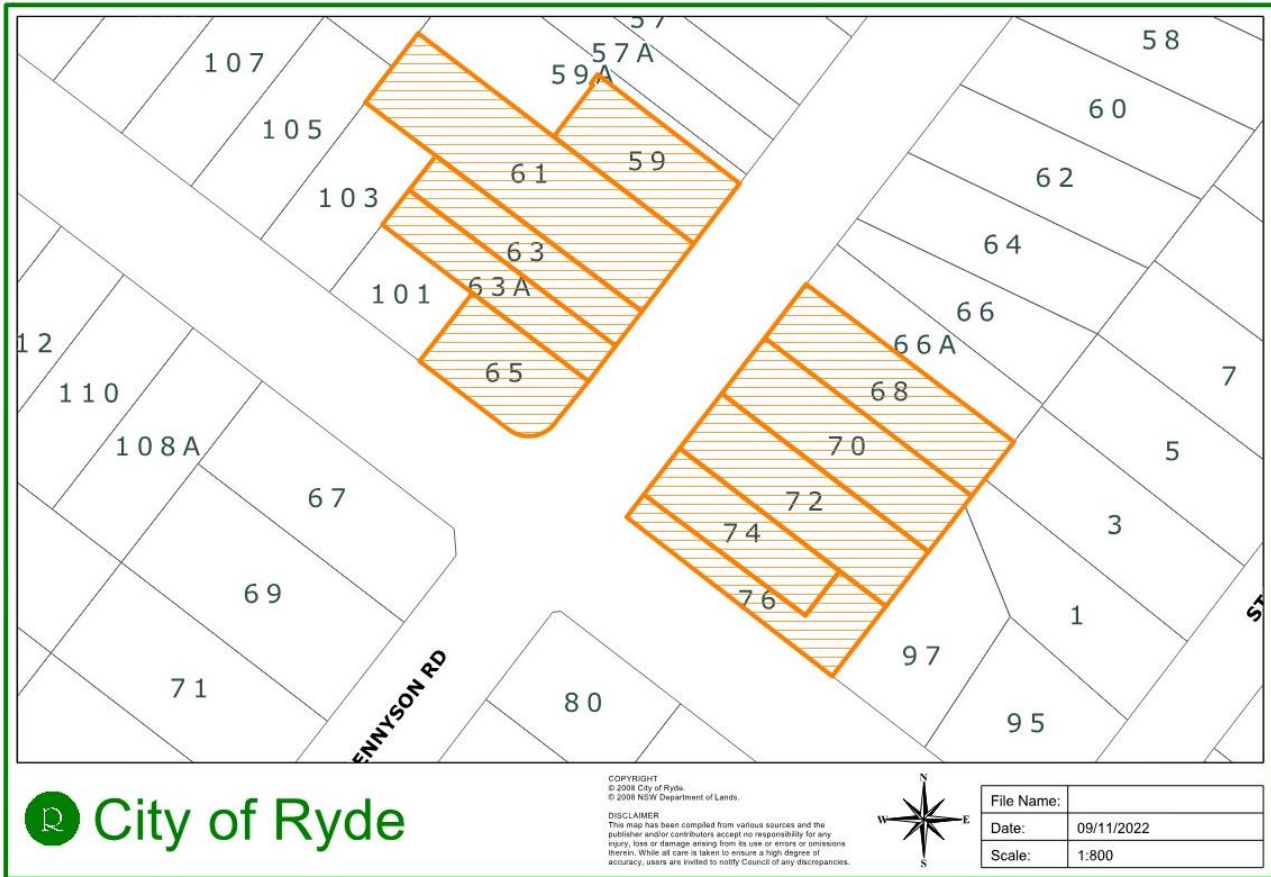 57
58
57A
107
59A
60
105
59
61
62
103
64
63
63A
101
66
12
66A
7
65
110
68
108A
70
5
67
72
3
74
69
76
ST
1
97
71
80
95
ENNYSON RD
City of Ryde
COPYRIGHT
© 2008 City of Ryde.
© 2008 NSW Department of Lands.
DISCLAIMER
This map has been compiled from various sources and the
publisher and/or contributors accept no responsibility for any
injury, loss or damage arising from its use or errors or omissions
therein. While all care is taken to ensure a high degree of
accuracy, users are invited to notify Council of any discrepancies.
N
W E
S
File Name:
Date: 09/11/2022
Scale: 1:800